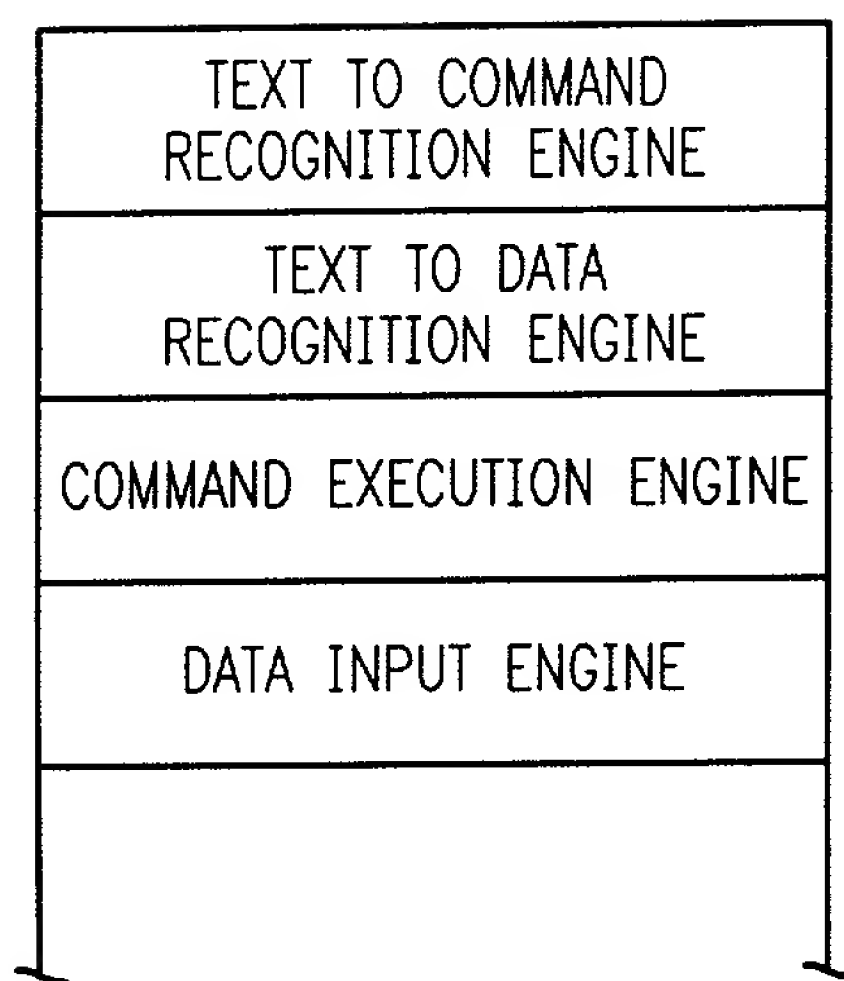 TEXT TO COMMAND
RECOGNITION ENGINE
TEXT TO DATA
RECOGNITION ENGINE
COMMAND EXECUTION ENGINE
DATA INPUT ENGINE